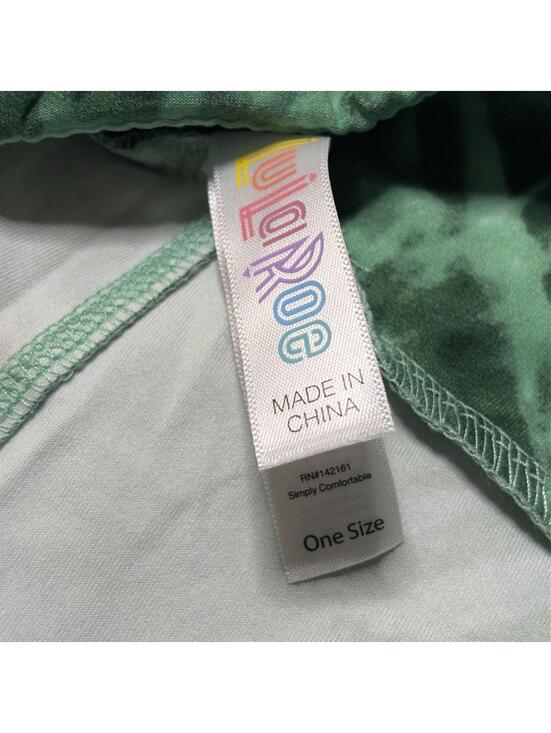 LuLaRoe
MADE IN
CHINA
RN#142161
Simply Comfortable
One Size